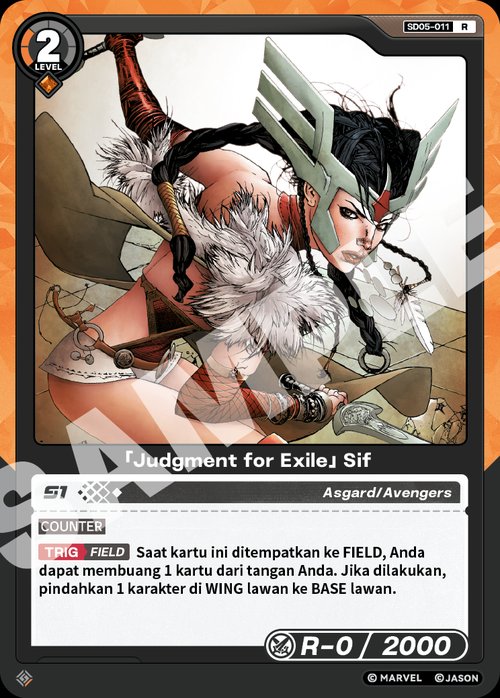 SD05-011 R
2
LEVEL
「Judgment for Exile」 Sif
S1
Asgard/Avengers
COUNTER
TRIG FIELD Saat kartu ini ditempatkan ke FIELD, Anda
dapat membuang 1 kartu dari tangan Anda. Jika dilakukan,
pindahkan 1 karakter di WING lawan ke BASE lawan.
R-0 / 2000
© MARVEL © JASON
SAMPLE